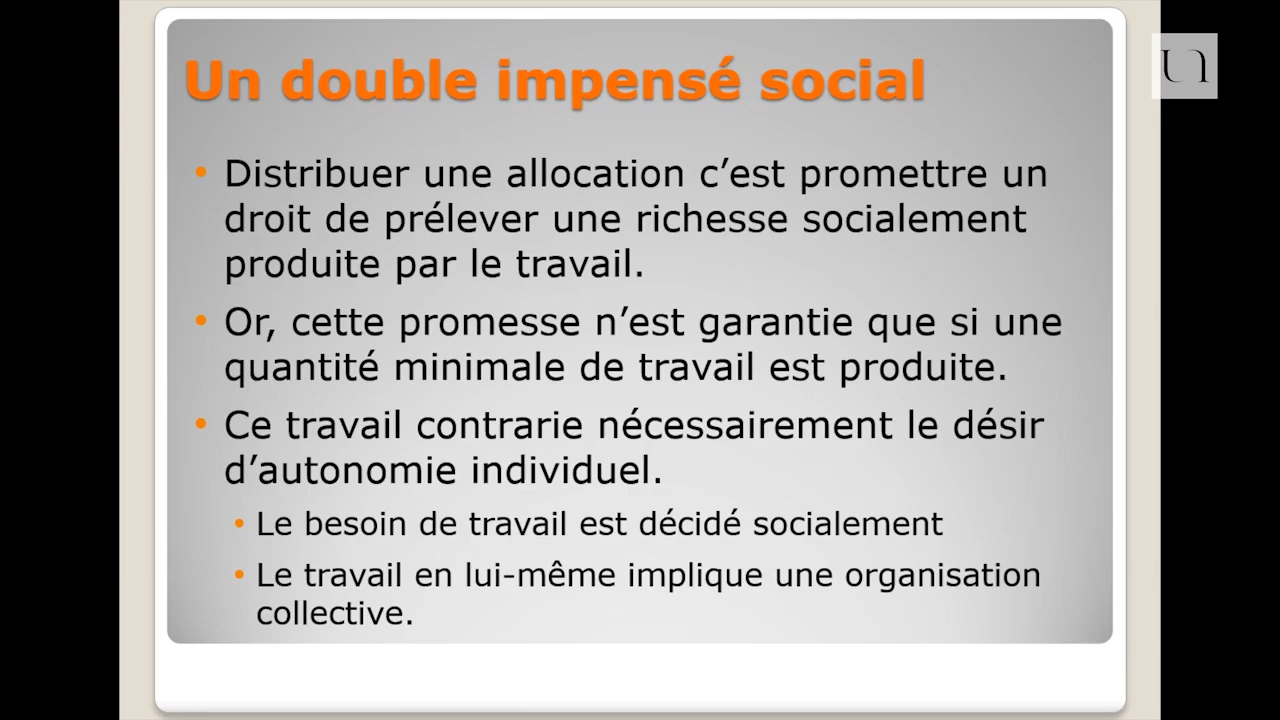 Un double impensé social
• Distribuer une allocation c’est promettre un
droit de prélever une richesse socialement
produite par le travail.
• Or, cette promesse n’est garantie que si une
quantité minimale de travail est produite.
• Ce travail contrarie nécessairement le désir
d’autonomie individuel.
• Le besoin de travail est décidé socialement
• Le travail en lui-même implique une organisation
collective.